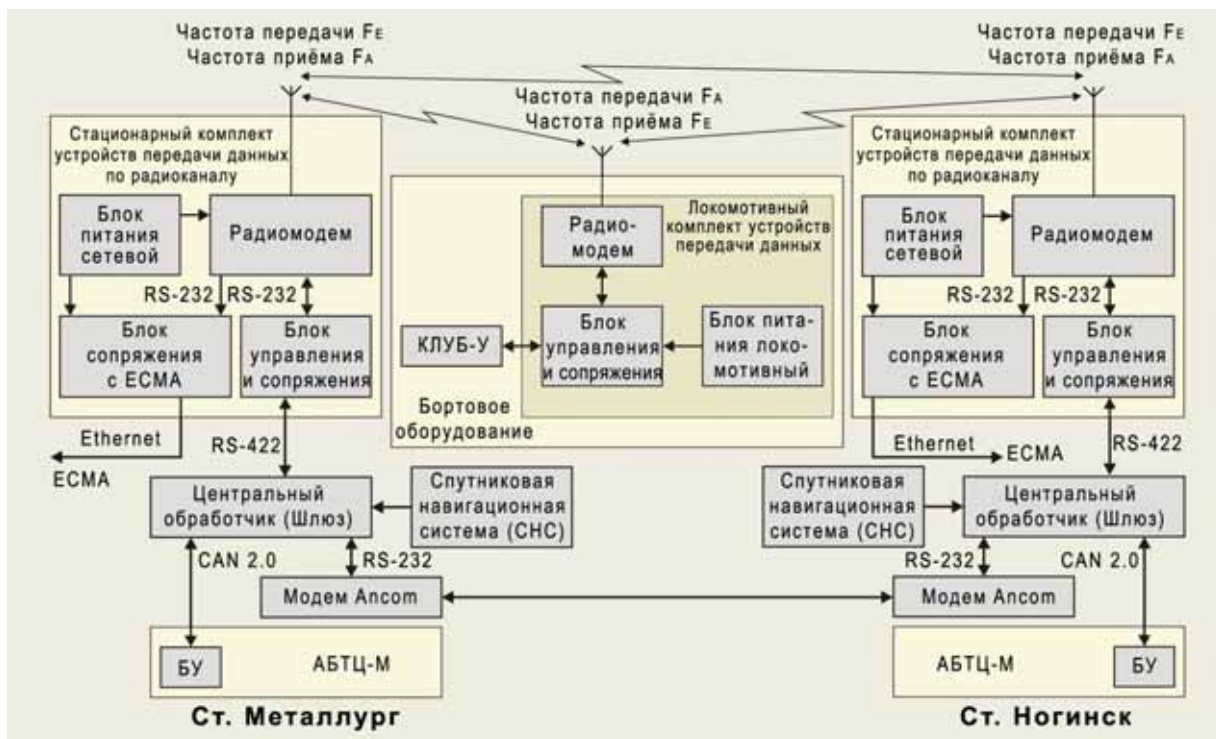 Частота передачи FE
Частота приёма FA
Частота передачи FA
Частота приёма FE
Частота передачи FE
Частота приёма FA
Стационарный комплект
устройств передачи данных
по радиоканалу
Блок
питания
сетевой
Радиомодем
RS-232
RS-232
Блок
сопряжения
с ЕСМА
Блок
управления
и сопряжения
Ethernet
ЕСМА
RS-422
Центральный
обработчик (Шлюз)
Спутниковая
навигационная
система (СНС)
CAN 2.0
RS-232
Модем Ancom
БУ
АБТЦ-М
Ст. Металлург
Локомотивный
комплект устройств
передачи данных
Радио-
модем
КЛУБ-У
Блок
управления
и сопряжения
Блок пита-
ния локо-
мотивный
Бортовое
оборудование
Стационарный комплект
устройств передачи данных
по радиоканалу
Блок
питания
сетевой
Радиомодем
RS-232
RS-232
Блок
сопряжения
с ЕСМА
Блок
управления
и сопряжения
Ethernet
ЕСМА
RS-422
Спутниковая
навигационная
система (СНС)
Центральный
обработчик (Шлюз)
RS-232
CAN 2.0
Модем Ancom
АБТЦ-М
БУ
Ст. Ногинск